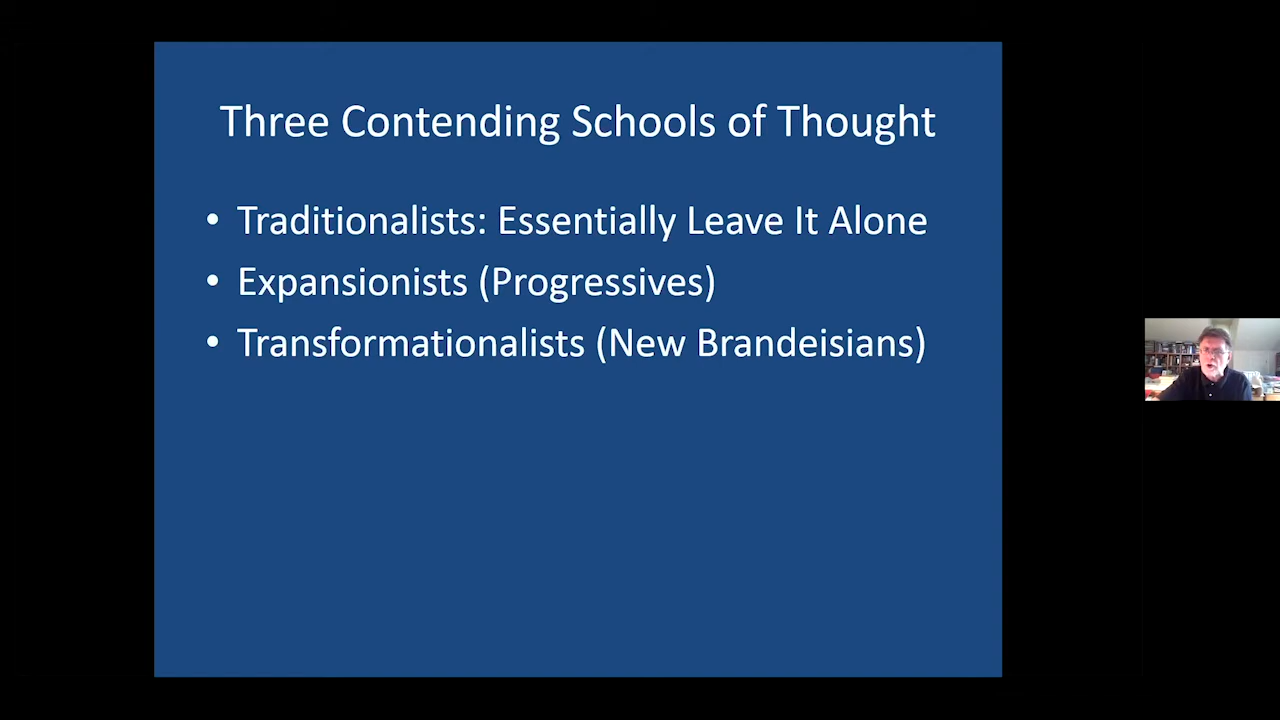 Three Contending Schools of Thought
• Traditionalists: Essentially Leave It Alone
• Expansionists (Progressives)
• Transformationalists (New Brandeisians)